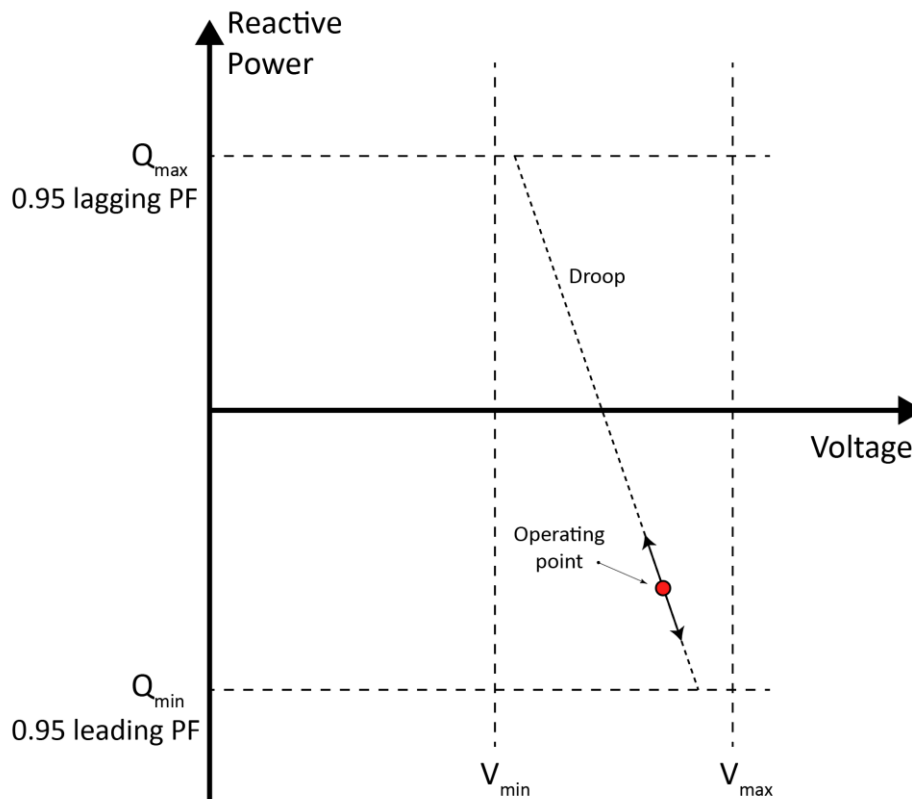 Reactive
Power
Qmax
0.95 lagging PF
Droop
Voltage
Operating
point
Qmin
0.95 leading PF
Vmin
Vmax